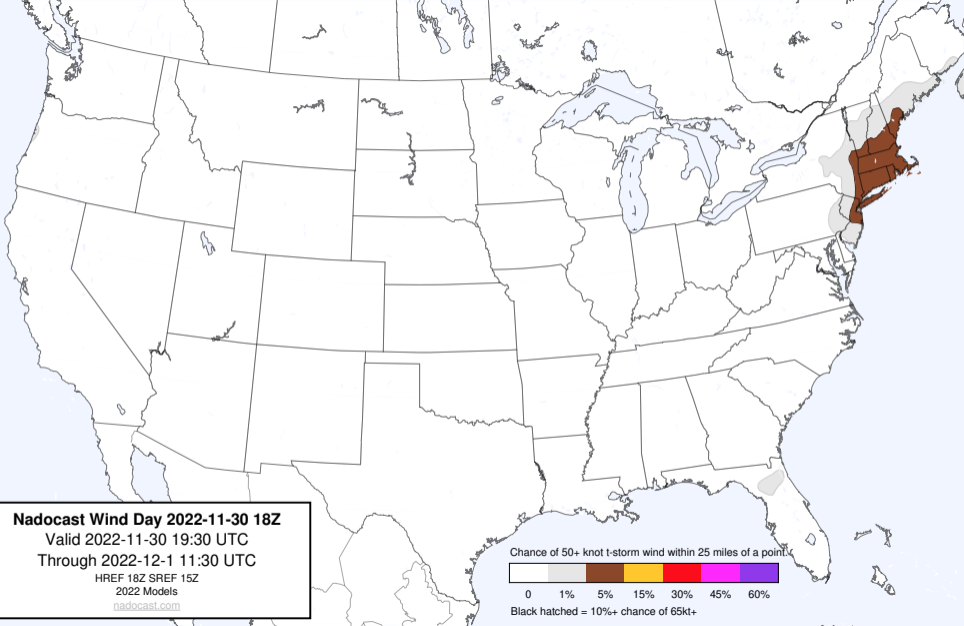 Nadocast Wind Day 2022-11-30 18Z
Valid 2022-11-30 19:30 UTC
Through 2022-12-1 11:30 UTC
HREF 18Z SREF 15Z
2022 Models
nadocast.com
Chance of 50+ knot t-storm wind within 25 miles of a point.
0 1% 5% 15% 30% 45% 60%
Black hatched = 10%+ chance of 65kt+